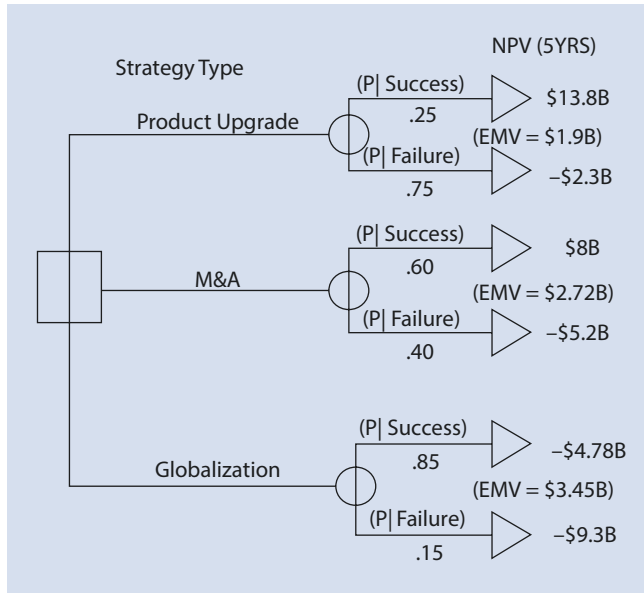 NPV (5YRS)
Strategy Type
(P| Success)
$13.8B
Product Upgrade
.25
(EMV = $1.9B)
(P| Failure)
.75
–$2.3B
(P| Success)
$8B
M&A
.60
(EMV = $2.72B)
(P| Failure)
.40
–$5.2B
(P| Success)
–$4.78B
Globalization
.85
(EMV = $3.45B)
(P| Failure)
.15
–$9.3B